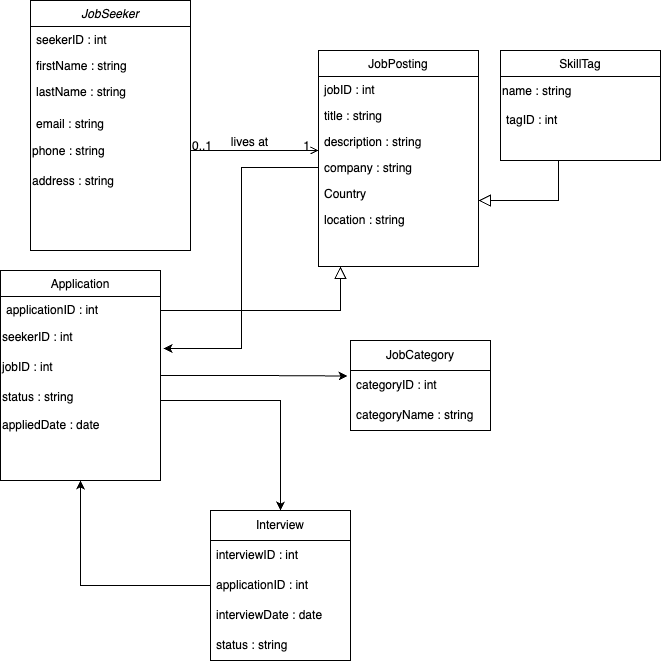 JobSeeker
seekerID : int
firstName : string
lastName : string
email : string
phone : string
address : string
0..1
lives at
1
JobPosting
jobID : int
title : string
description : string
company : string
Country
location : string
SkillTag
name : string
tagID : int
Application
applicationID : int
seekerID : int
jobID : int
status : string
appliedDate : date
JobCategory
categoryID : int
categoryName : string
Interview
interviewID : int
applicationID : int
interviewDate : date
status : string